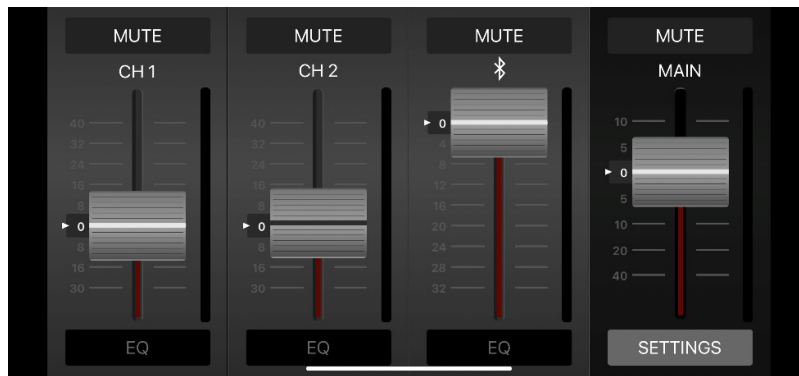 MUTE MUTE MUTE MUTE
CH 1 CH 2 MAIN
40 40 0 10
32 32 4 5
24 24 8 0
16 16 12 5
8 8 16 10
0 0 20 20
8 8 24 40
16 16 28
30 30 32
EQ EQ EQ SETTINGS